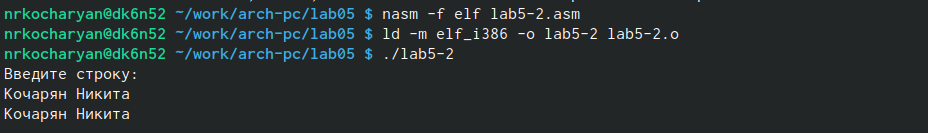 nrkocharyan@dk6n52 ~/work/arch-pc/lab05 $ nasm -f elf lab5-2.asm
nrkocharyan@dk6n52 ~/work/arch-pc/lab05 $ ld -m elf_i386 -o lab5-2 lab5-2.o
nrkocharyan@dk6n52 ~/work/arch-pc/lab05 $ ./lab5-2
Введите строку:
Кочарян Никита
Кочарян Никита